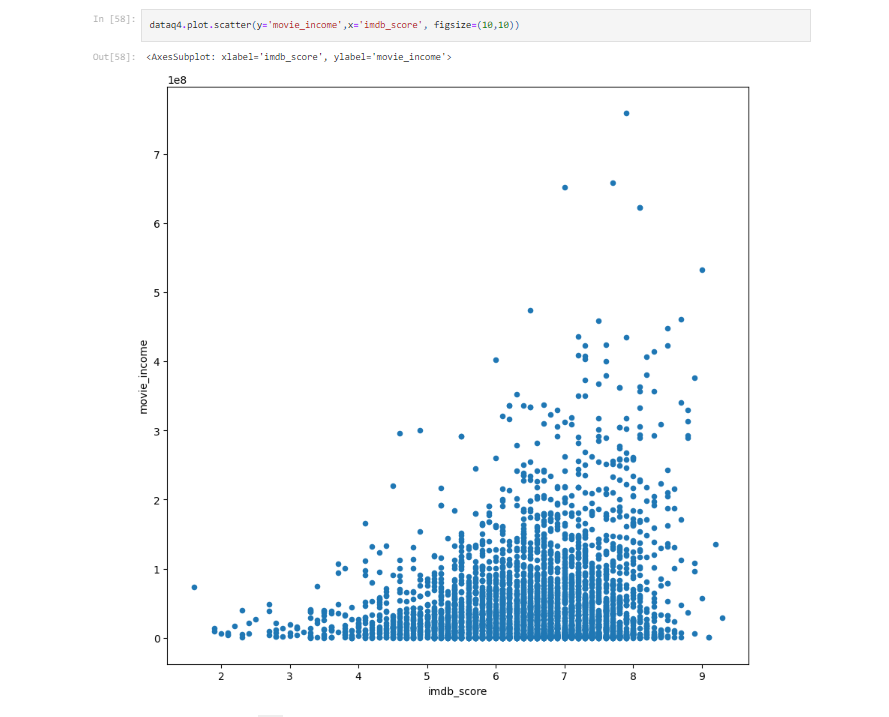 In [58]:
dataq4.plot.scatter(y='movie_income',x='imdb_score', figsize=(10,10))
Out[58]:
<AxesSubplot: xlabel='imdb_score', ylabel='movie_income'>
1e8
7
6
5
4
3
2
1
0
movie_income
2 3 4 5 6 7 8 9
imdb_score